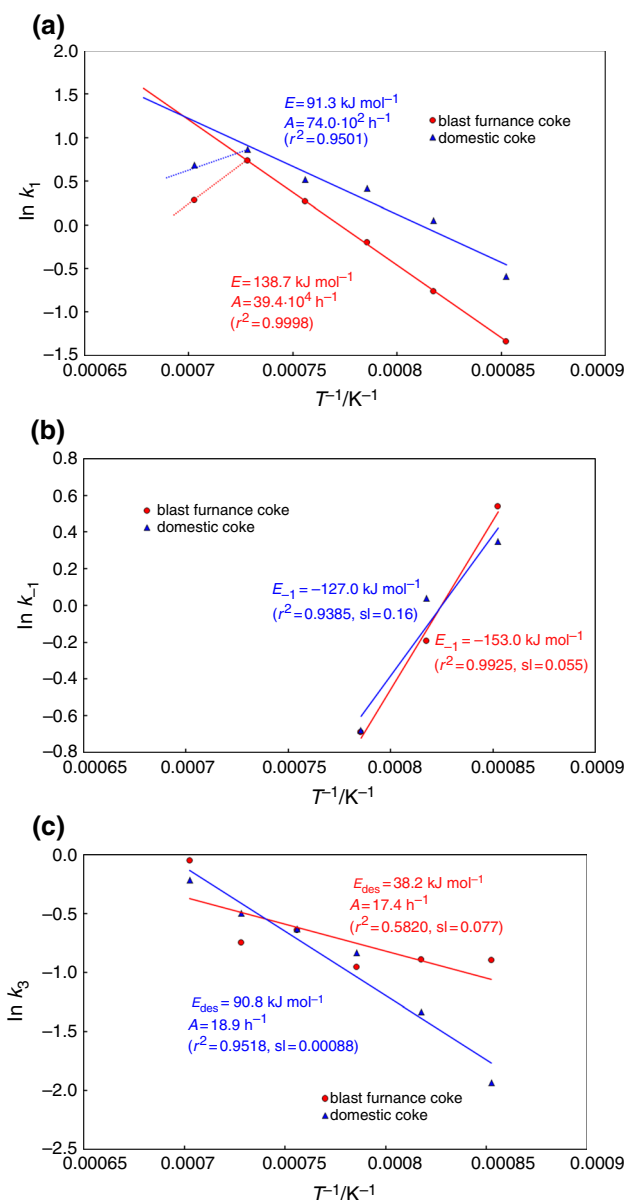 (a)
2.0
1.5
1.0
0.5
0.0
−0.5
−1.0
−1.5
ln k₁
E = 91.3 kJ mol⁻¹
A = 74.0·10² h⁻¹
(r² = 0.9501)
blast furnance coke
domestic coke
E = 138.7 kJ mol⁻¹
A = 39.4·10⁴ h⁻¹
(r² = 0.9998)
0.00065 0.0007 0.00075 0.0008 0.00085 0.0009
T⁻¹/K⁻¹
(b)
0.8
0.6
0.4
0.2
0.0
−0.2
−0.4
−0.6
−0.8
ln k₋₁
blast furnance coke
domestic coke
E₋₁ = −127.0 kJ mol⁻¹
(r² = 0.9385, sl = 0.16)
E₋₁ = −153.0 kJ mol⁻¹
(r² = 0.9925, sl = 0.055)
0.00065 0.0007 0.00075 0.0008 0.00085 0.0009
T⁻¹/K⁻¹
(c)
0.0
−0.5
−1.0
−1.5
−2.0
−2.5
ln k₃
E_des = 38.2 kJ mol⁻¹
A = 17.4 h⁻¹
(r² = 0.5820, sl = 0.077)
E_des = 90.8 kJ mol⁻¹
A = 18.9 h⁻¹
(r² = 0.9518, sl = 0.00088)
blast furnance coke
domestic coke
0.00065 0.0007 0.00075 0.0008 0.00085 0.0009
T⁻¹/K⁻¹